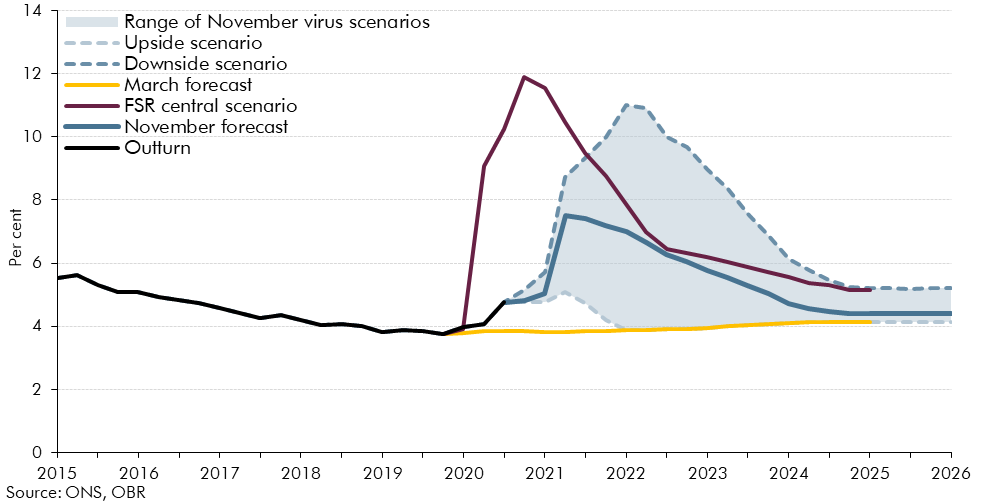 14
12
10
8
6
4
2
0
Per cent
Range of November virus scenarios
Upside scenario
Downside scenario
March forecast
FSR central scenario
November forecast
Outturn
2015 2016 2017 2018 2019 2020 2021 2022 2023 2024 2025 2026
Source: ONS, OBR